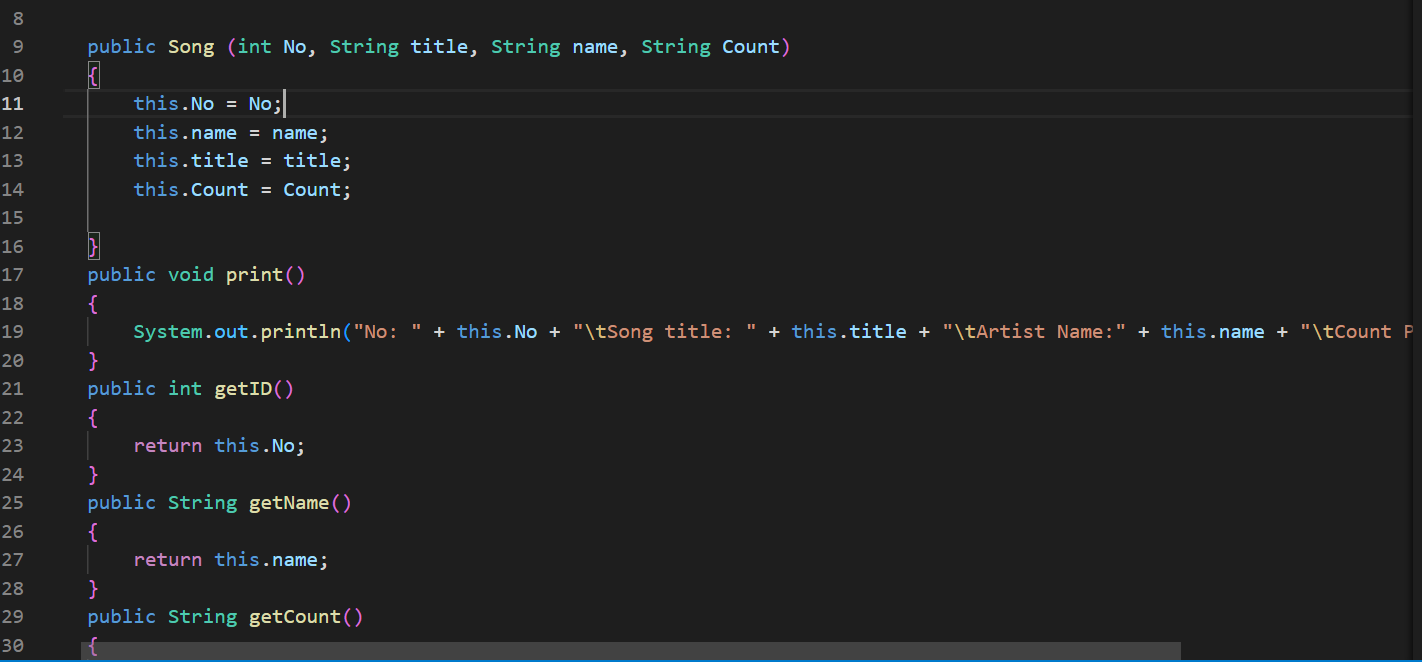 8
9 public Song (int No, String title, String name, String Count)
10 {
11 this.No = No;
12 this.name = name;
13 this.title = title;
14 this.Count = Count;
15
16 }
17 public void print()
18 {
19 System.out.println("No: " + this.No + "\tSong title: " + this.title + "\tArtist Name:" + this.name + "\tCount P
20 }
21 public int getID()
22 {
23 return this.No;
24 }
25 public String getName()
26 {
27 return this.name;
28 }
29 public String getCount()
30 {